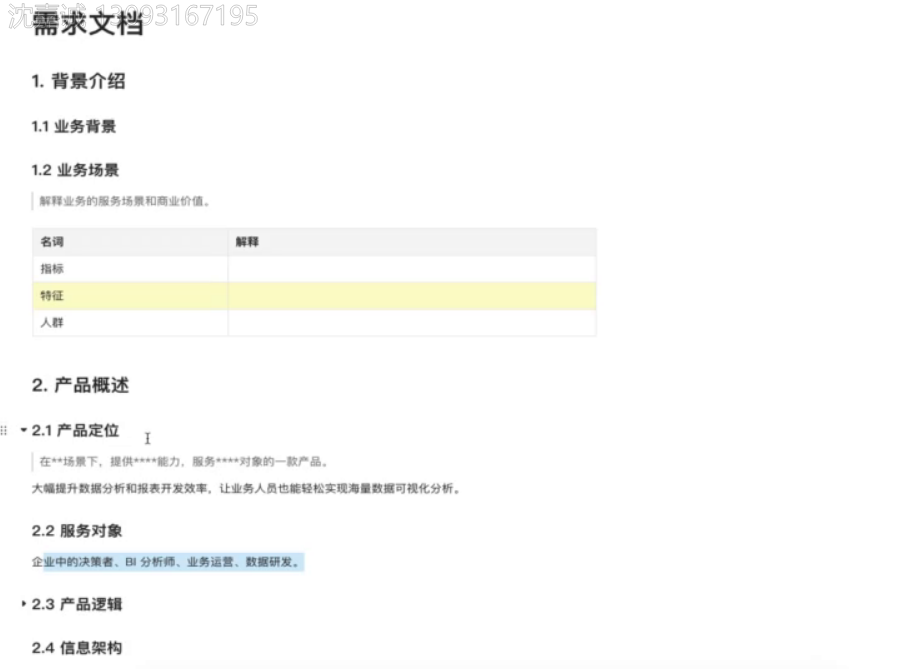 沈嘉诚 13093167195
需求文档
1. 背景介绍
1.1 业务背景
1.2 业务场景
解释业务的服务场景和商业价值。
名词 解释
指标
特征
人群
2. 产品概述
2.1 产品定位
在**场景下，提供****能力，服务****对象的一款产品。
大幅提升数据分析和报表开发效率，让业务人员也能轻松实现海量数据可视化分析。
2.2 服务对象
企业中的决策者、BI 分析师、业务运营、数据研发。
2.3 产品逻辑
2.4 信息架构